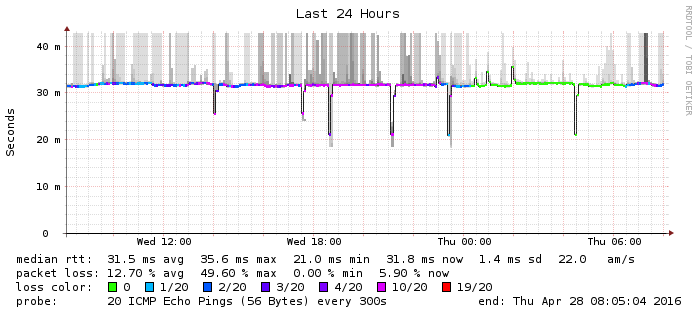 Last 24 Hours
RRDTOOL / TOBI OETIKER
Seconds
40 m
30 m
20 m
10 m
0
Wed 12:00 Wed 18:00 Thu 00:00 Thu 06:00
median rtt: 31.5 ms avg 35.6 ms max 21.0 ms min 31.8 ms now 1.4 ms sd 22.0 am/s
packet loss: 12.70 % avg 49.60 % max 0.00 % min 5.90 % now
loss color: 0 1/20 2/20 3/20 4/20 10/20 19/20
probe: 20 ICMP Echo Pings (56 Bytes) every 300s end: Thu Apr 28 08:05:04 2016